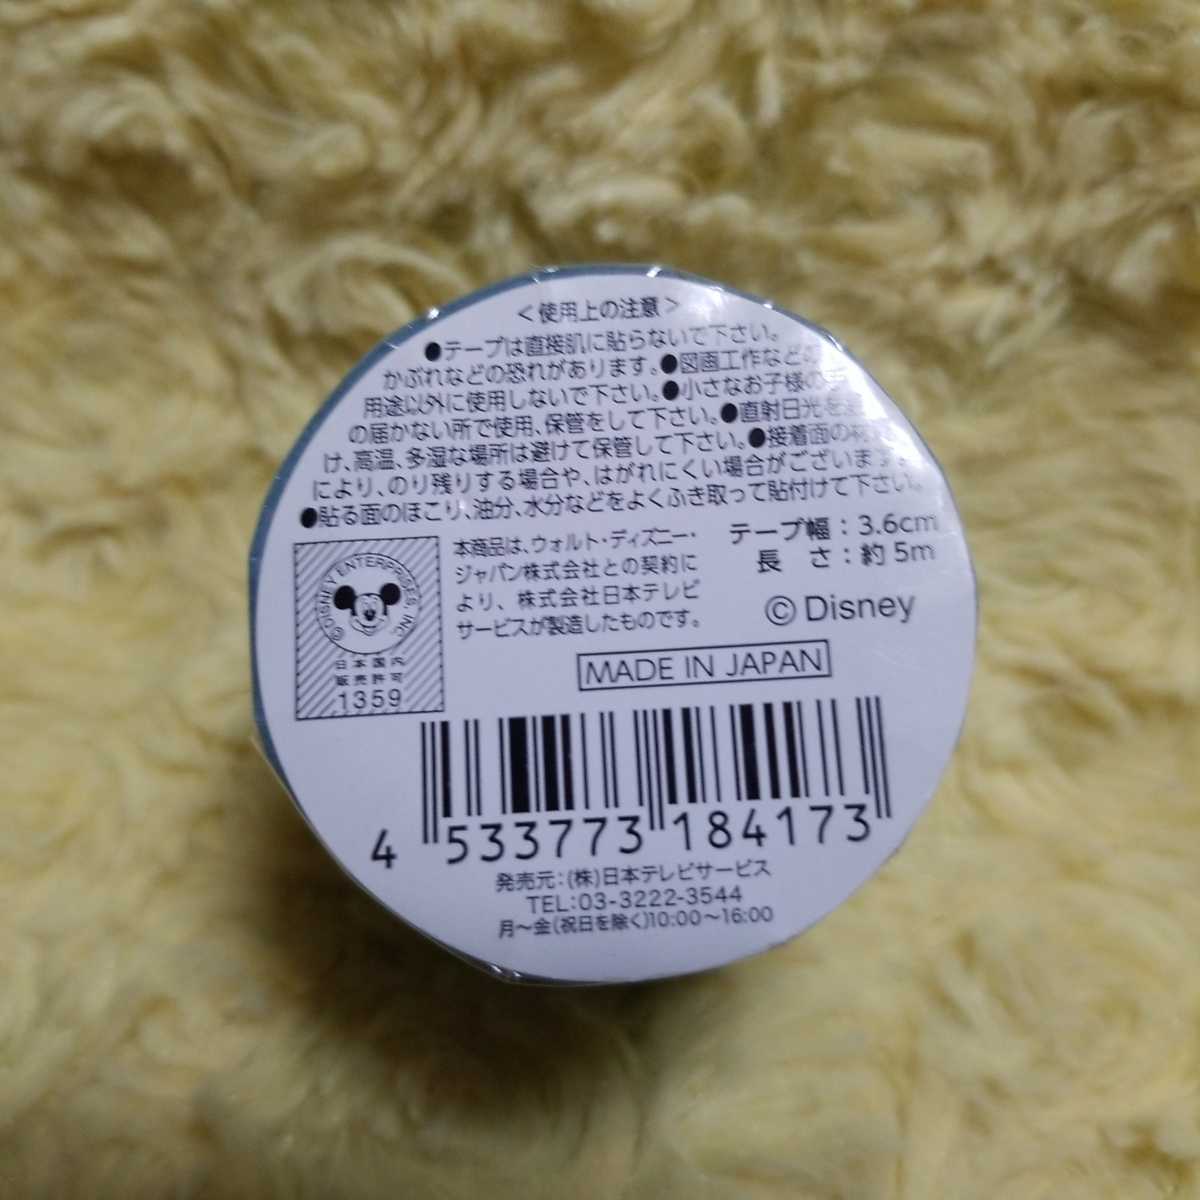 ＜使用上の注意＞
●テープは直接肌に貼らないで下さい。
かぶれなどの恐れがあります。●図画工作などの
用途以外に使用しないで下さい。●小さなお子様の手
の届かない所で使用、保管をして下さい。●直射日光を
け、高温、多湿な場所は避けて保管して下さい。●接着面の
により、のり残りする場合や、はがれにくい場合がございます。
●貼る面のほこり、油分、水分などをよくふき取って貼付けて下さい。
テープ幅：3.6cm
長　さ：約5m
© Disney
©DISNEY ENTERPRISES, INC.
日本国内
販売許可
1359
本商品は、ウォルト・ディズニー・
ジャパン株式会社との契約に
より、株式会社日本テレビ
サービスが製造したものです。
MADE IN JAPAN
4 533773 184173
発売元：(株)日本テレビサービス
TEL：03-3222-3544
月～金(祝日を除く)10:00～16:00